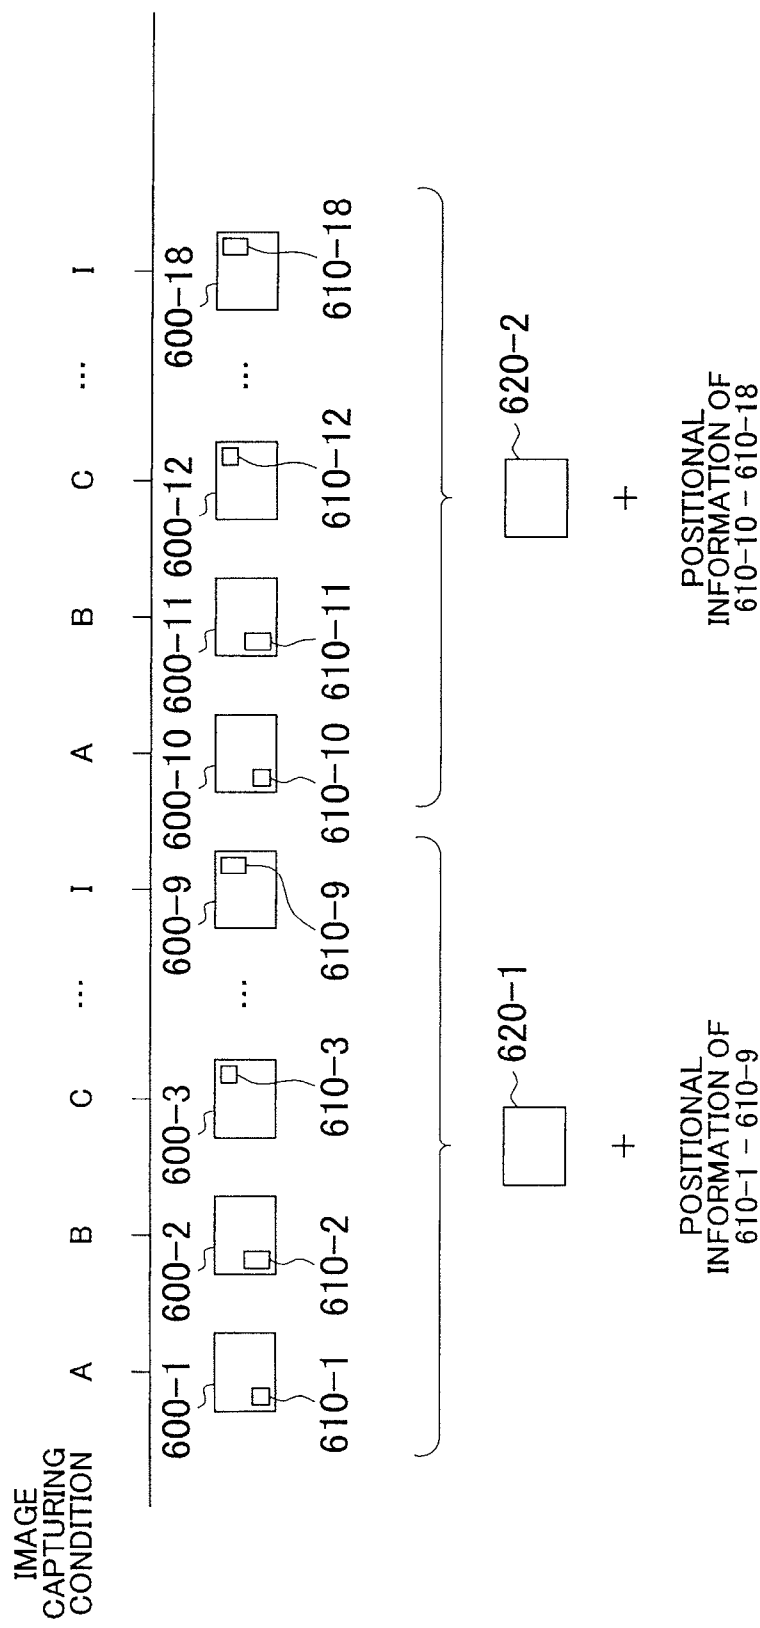 IMAGE
CAPTURING
CONDITION
A B C ... I A B C ... I
600-1 600-2 600-3 600-9 600-10 600-11 600-12 600-18
... ...
610-1 610-2 610-3 610-9 610-10 610-11 610-12 610-18
620-1 620-2
+ +
POSITIONAL
INFORMATION OF
610-1 - 610-9
POSITIONAL
INFORMATION OF
610-10 - 610-18